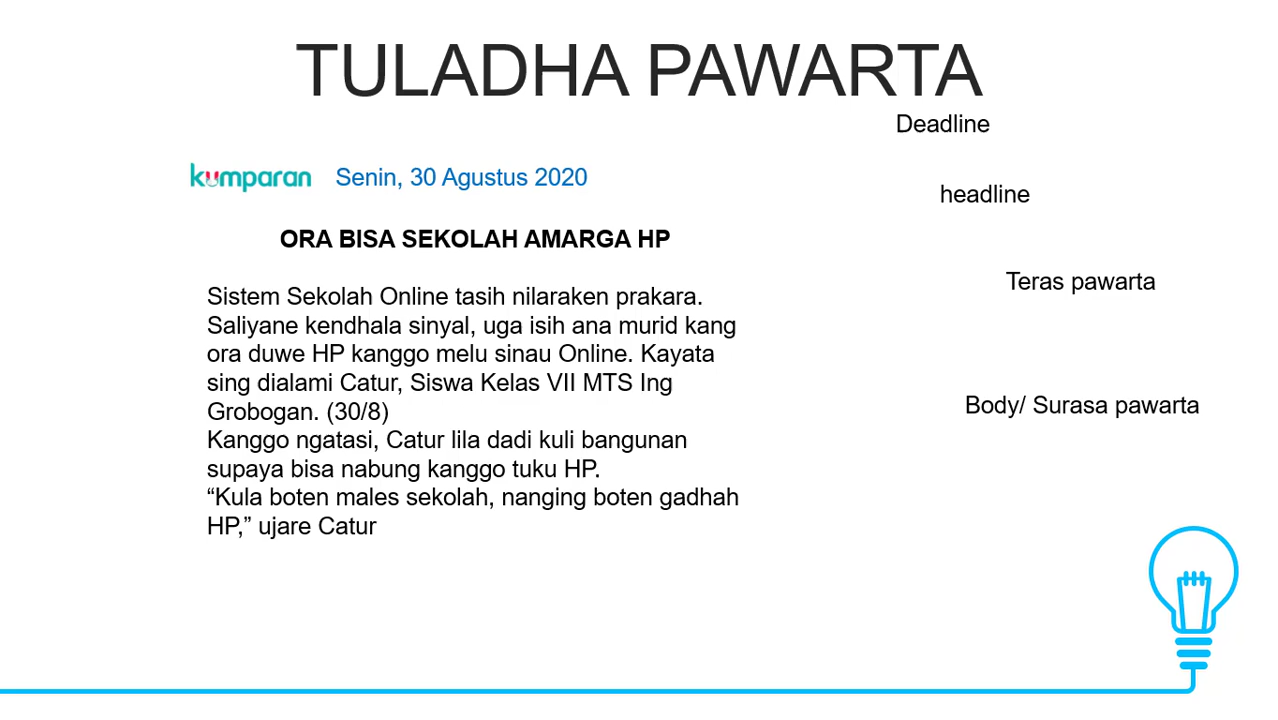 TULADHA PAWARTA
Deadline
kumparan Senin, 30 Agustus 2020
headline
ORA BISA SEKOLAH AMARGA HP
Teras pawarta
Sistem Sekolah Online tasih nilaraken prakara.
Saliyane kendhala sinyal, uga isih ana murid kang
ora duwe HP kanggo melu sinau Online. Kayata
sing dialami Catur, Siswa Kelas VII MTS Ing
Grobogan. (30/8)
Body/ Surasa pawarta
Kanggo ngatasi, Catur lila dadi kuli bangunan
supaya bisa nabung kanggo tuku HP.
“Kula boten males sekolah, nanging boten gadhah
HP,” ujare Catur